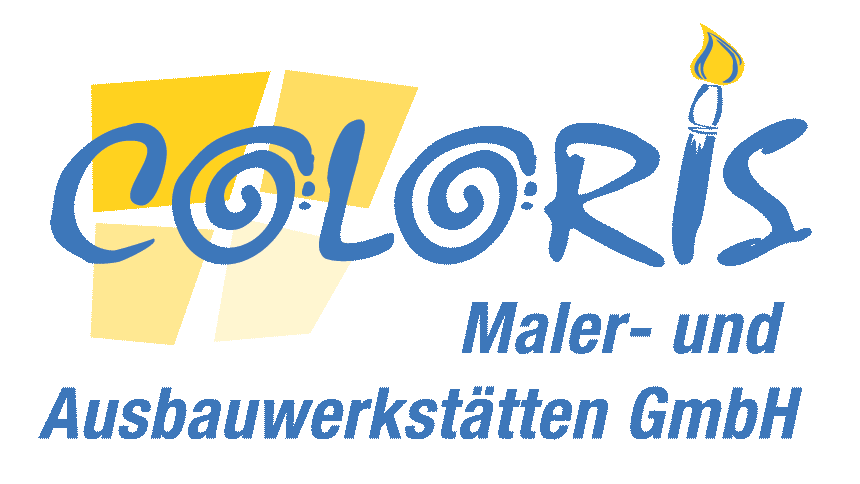 COLORiS
Maler- und
Ausbauwerkstätten GmbH